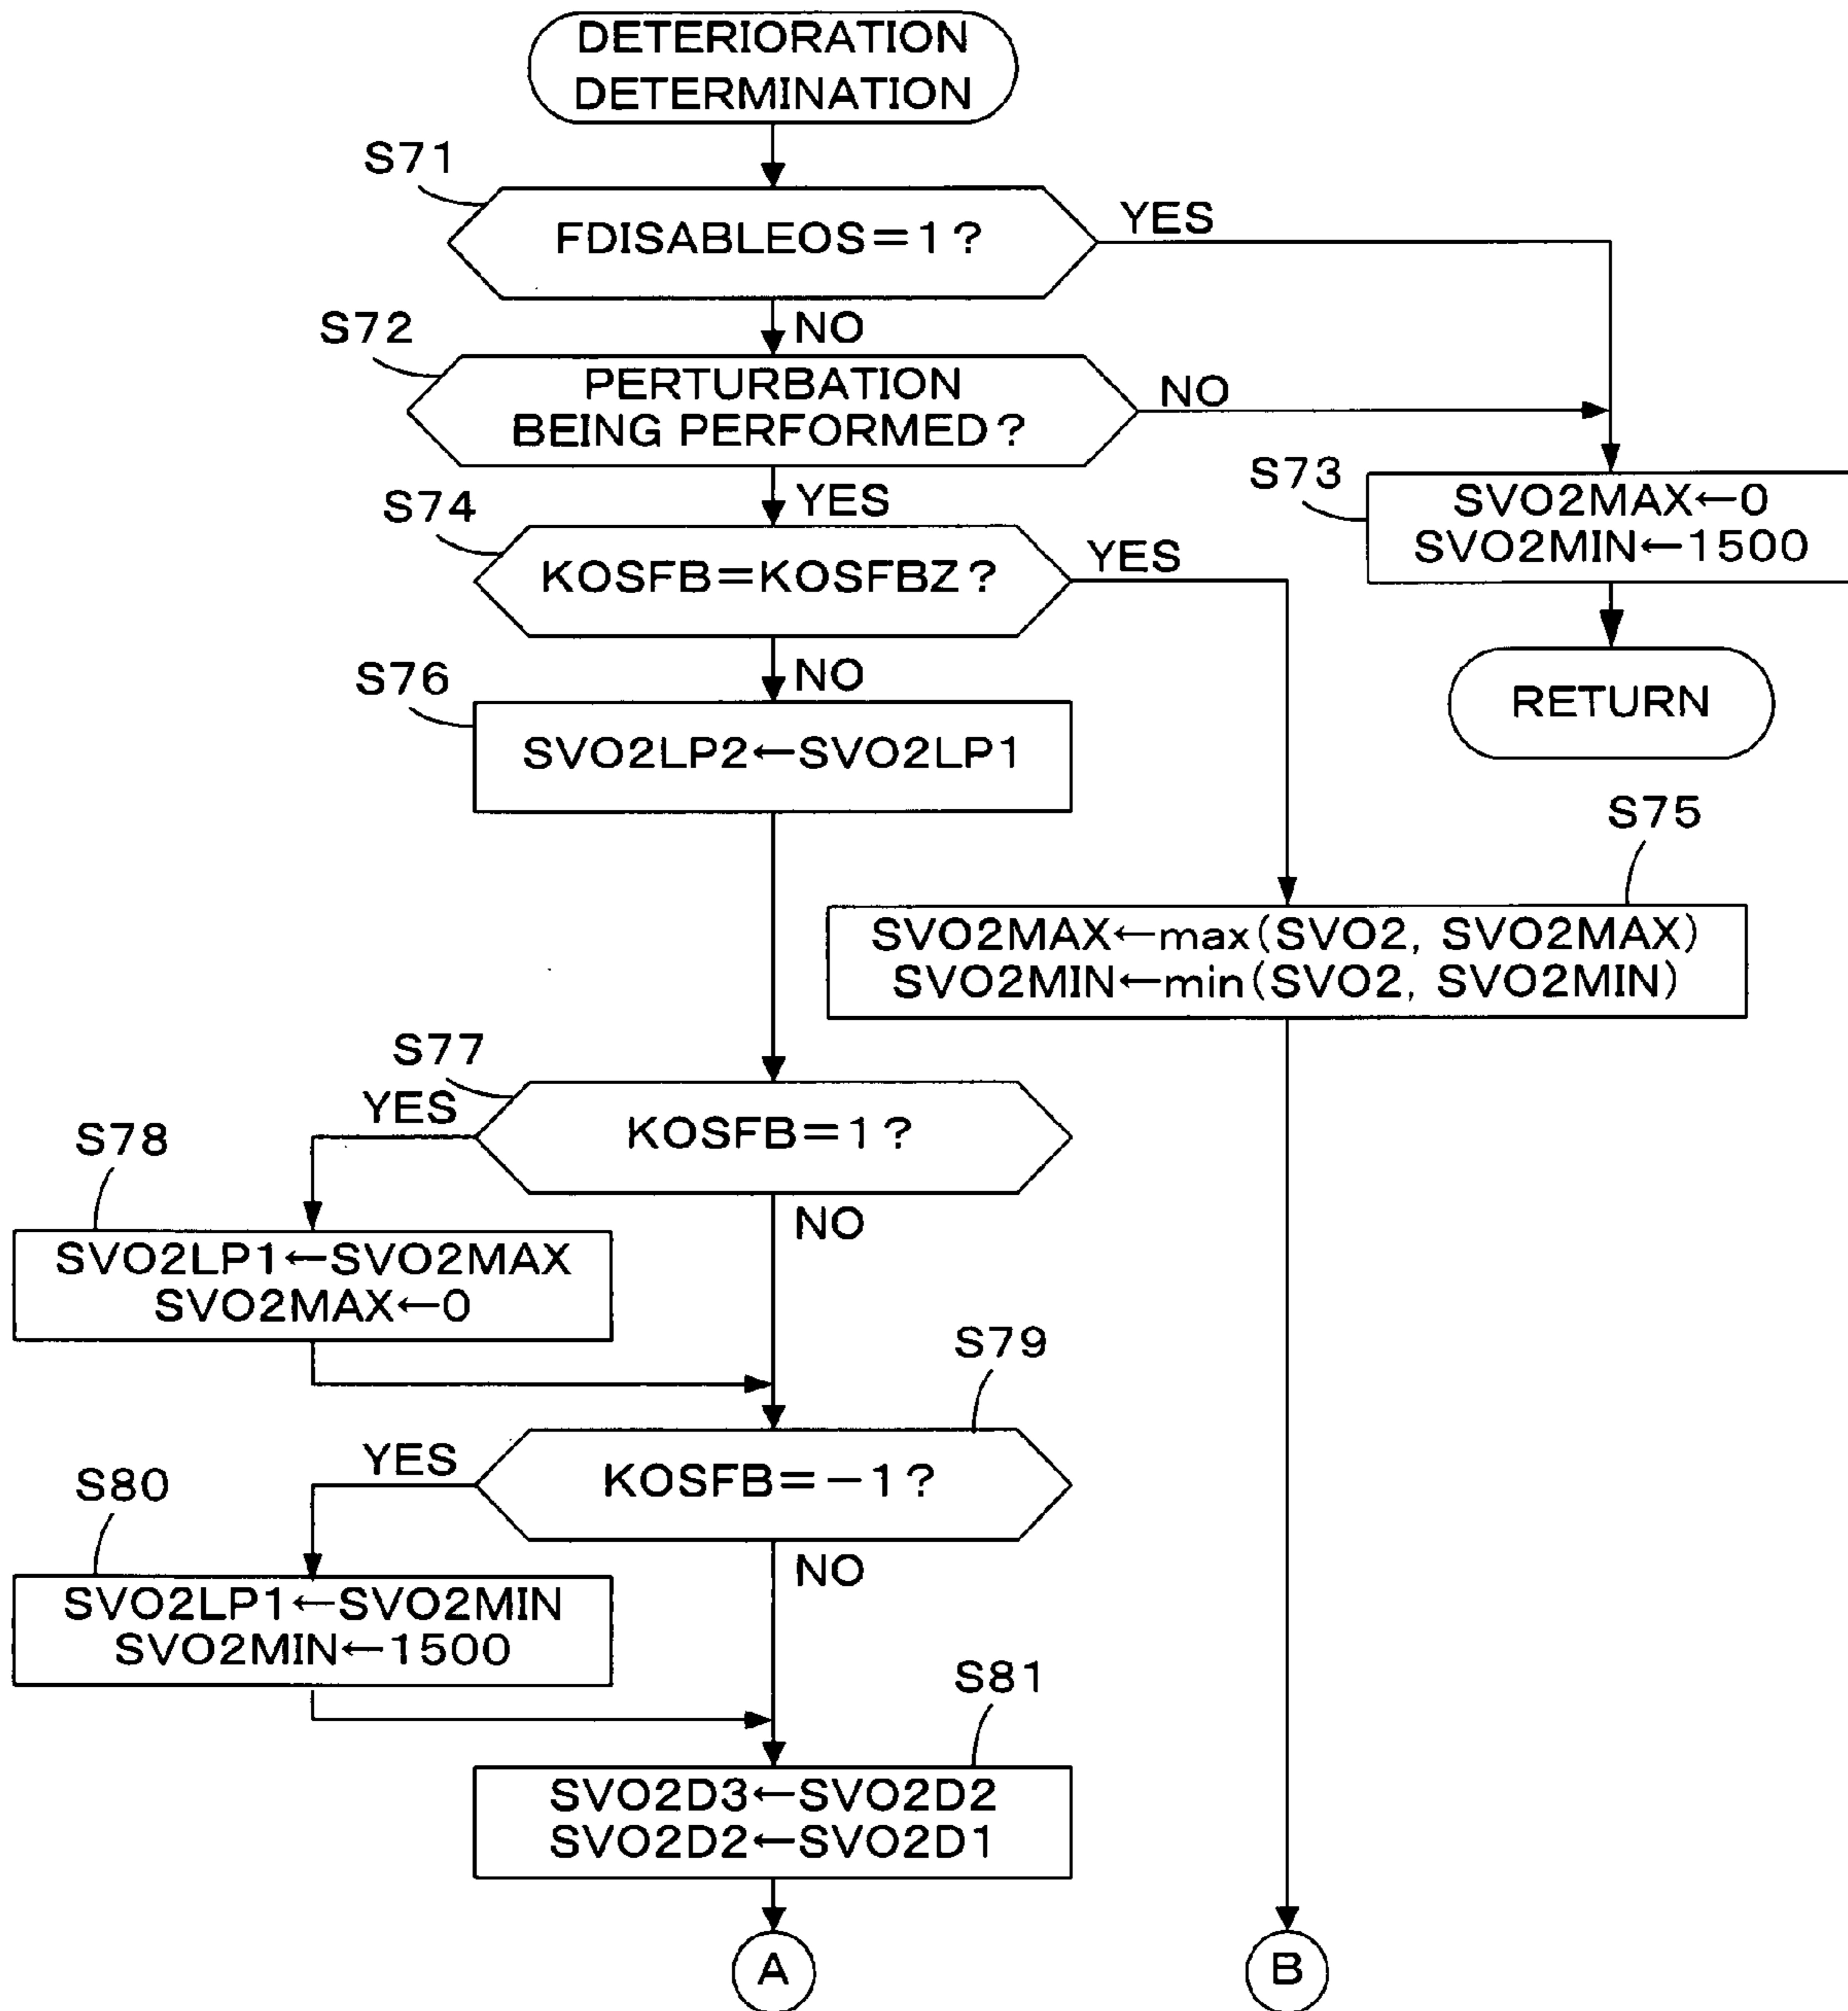 DETERIORATION
DETERMINATION
S71
FDISABLEOS=1?
YES
NO
S72
PERTURBATION
BEING PERFORMED?
NO
YES
S73
SVO2MAX←0
SVO2MIN←1500
RETURN
S74
KOSFB=KOSFBZ?
YES
NO
S76
SVO2LP2←SVO2LP1
S75
SVO2MAX←max(SVO2, SVO2MAX)
SVO2MIN←min(SVO2, SVO2MIN)
S77
KOSFB=1?
YES
NO
S78
SVO2LP1←SVO2MAX
SVO2MAX←0
S79
KOSFB=-1?
YES
NO
S80
SVO2LP1←SVO2MIN
SVO2MIN←1500
S81
SVO2D3←SVO2D2
SVO2D2←SVO2D1
A
B